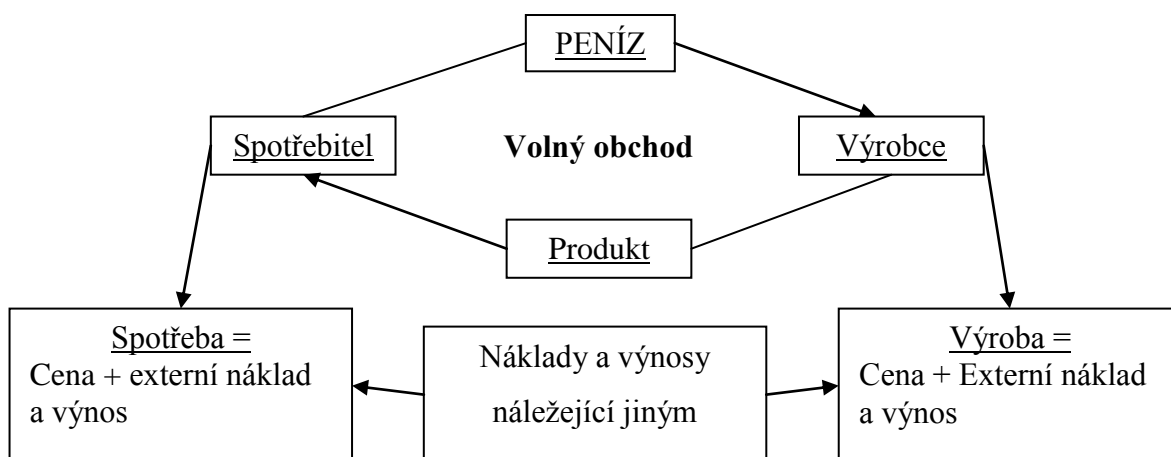 PENÍZ
Spotřebitel
Volný obchod
Výrobce
Produkt
Spotřeba =
Cena + externí náklad
a výnos
Náklady a výnosy
náležející jiným
Výroba =
Cena + Externí náklad
a výnos